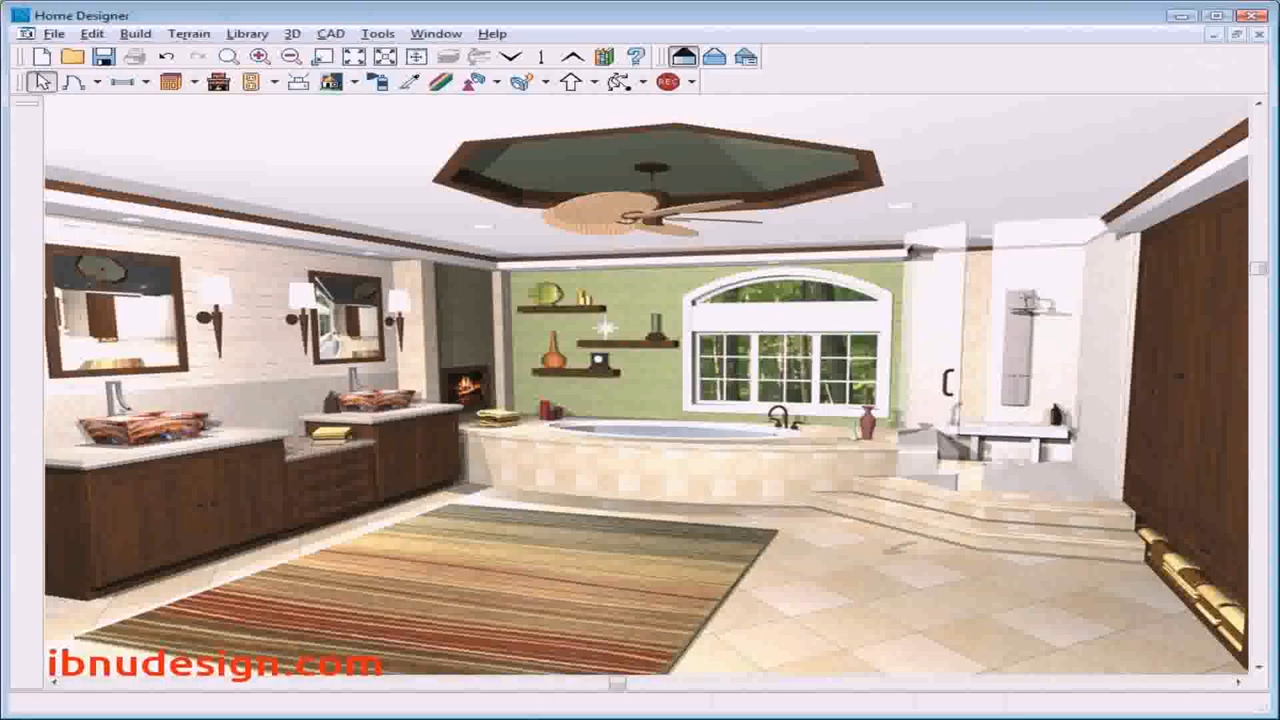 Home Designer
File Edit Build Terrain Library 3D CAD Tools Window Help
REC
ibnudesign.com